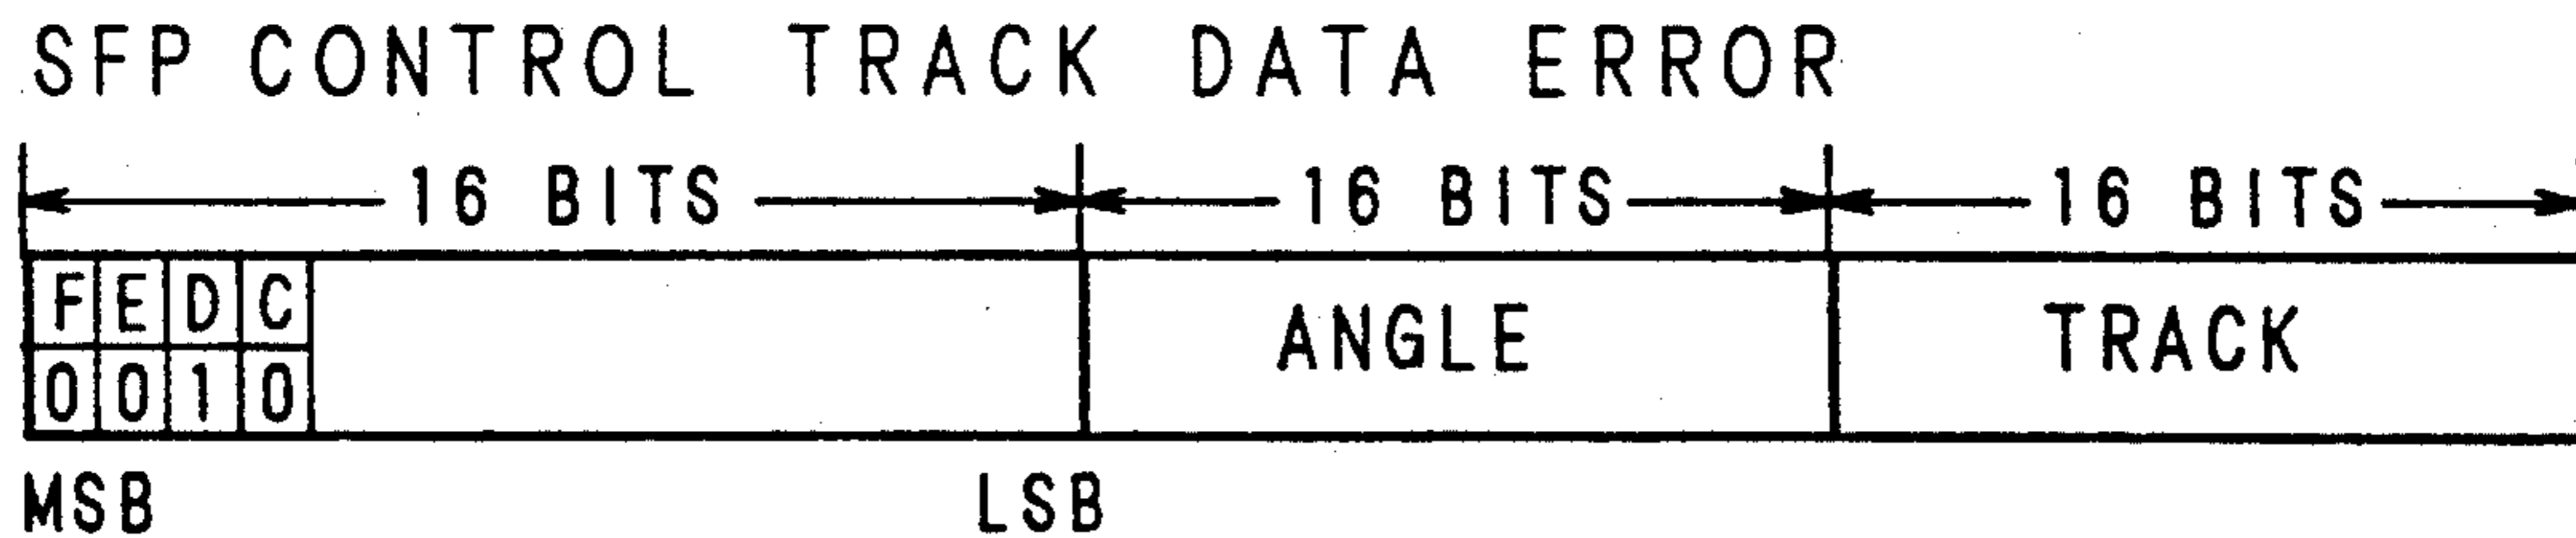 SFP CONTROL TRACK DATA ERROR
16 BITS 16 BITS 16 BITS
F E D C
ANGLE TRACK
0 0 1 0
MSB LSB